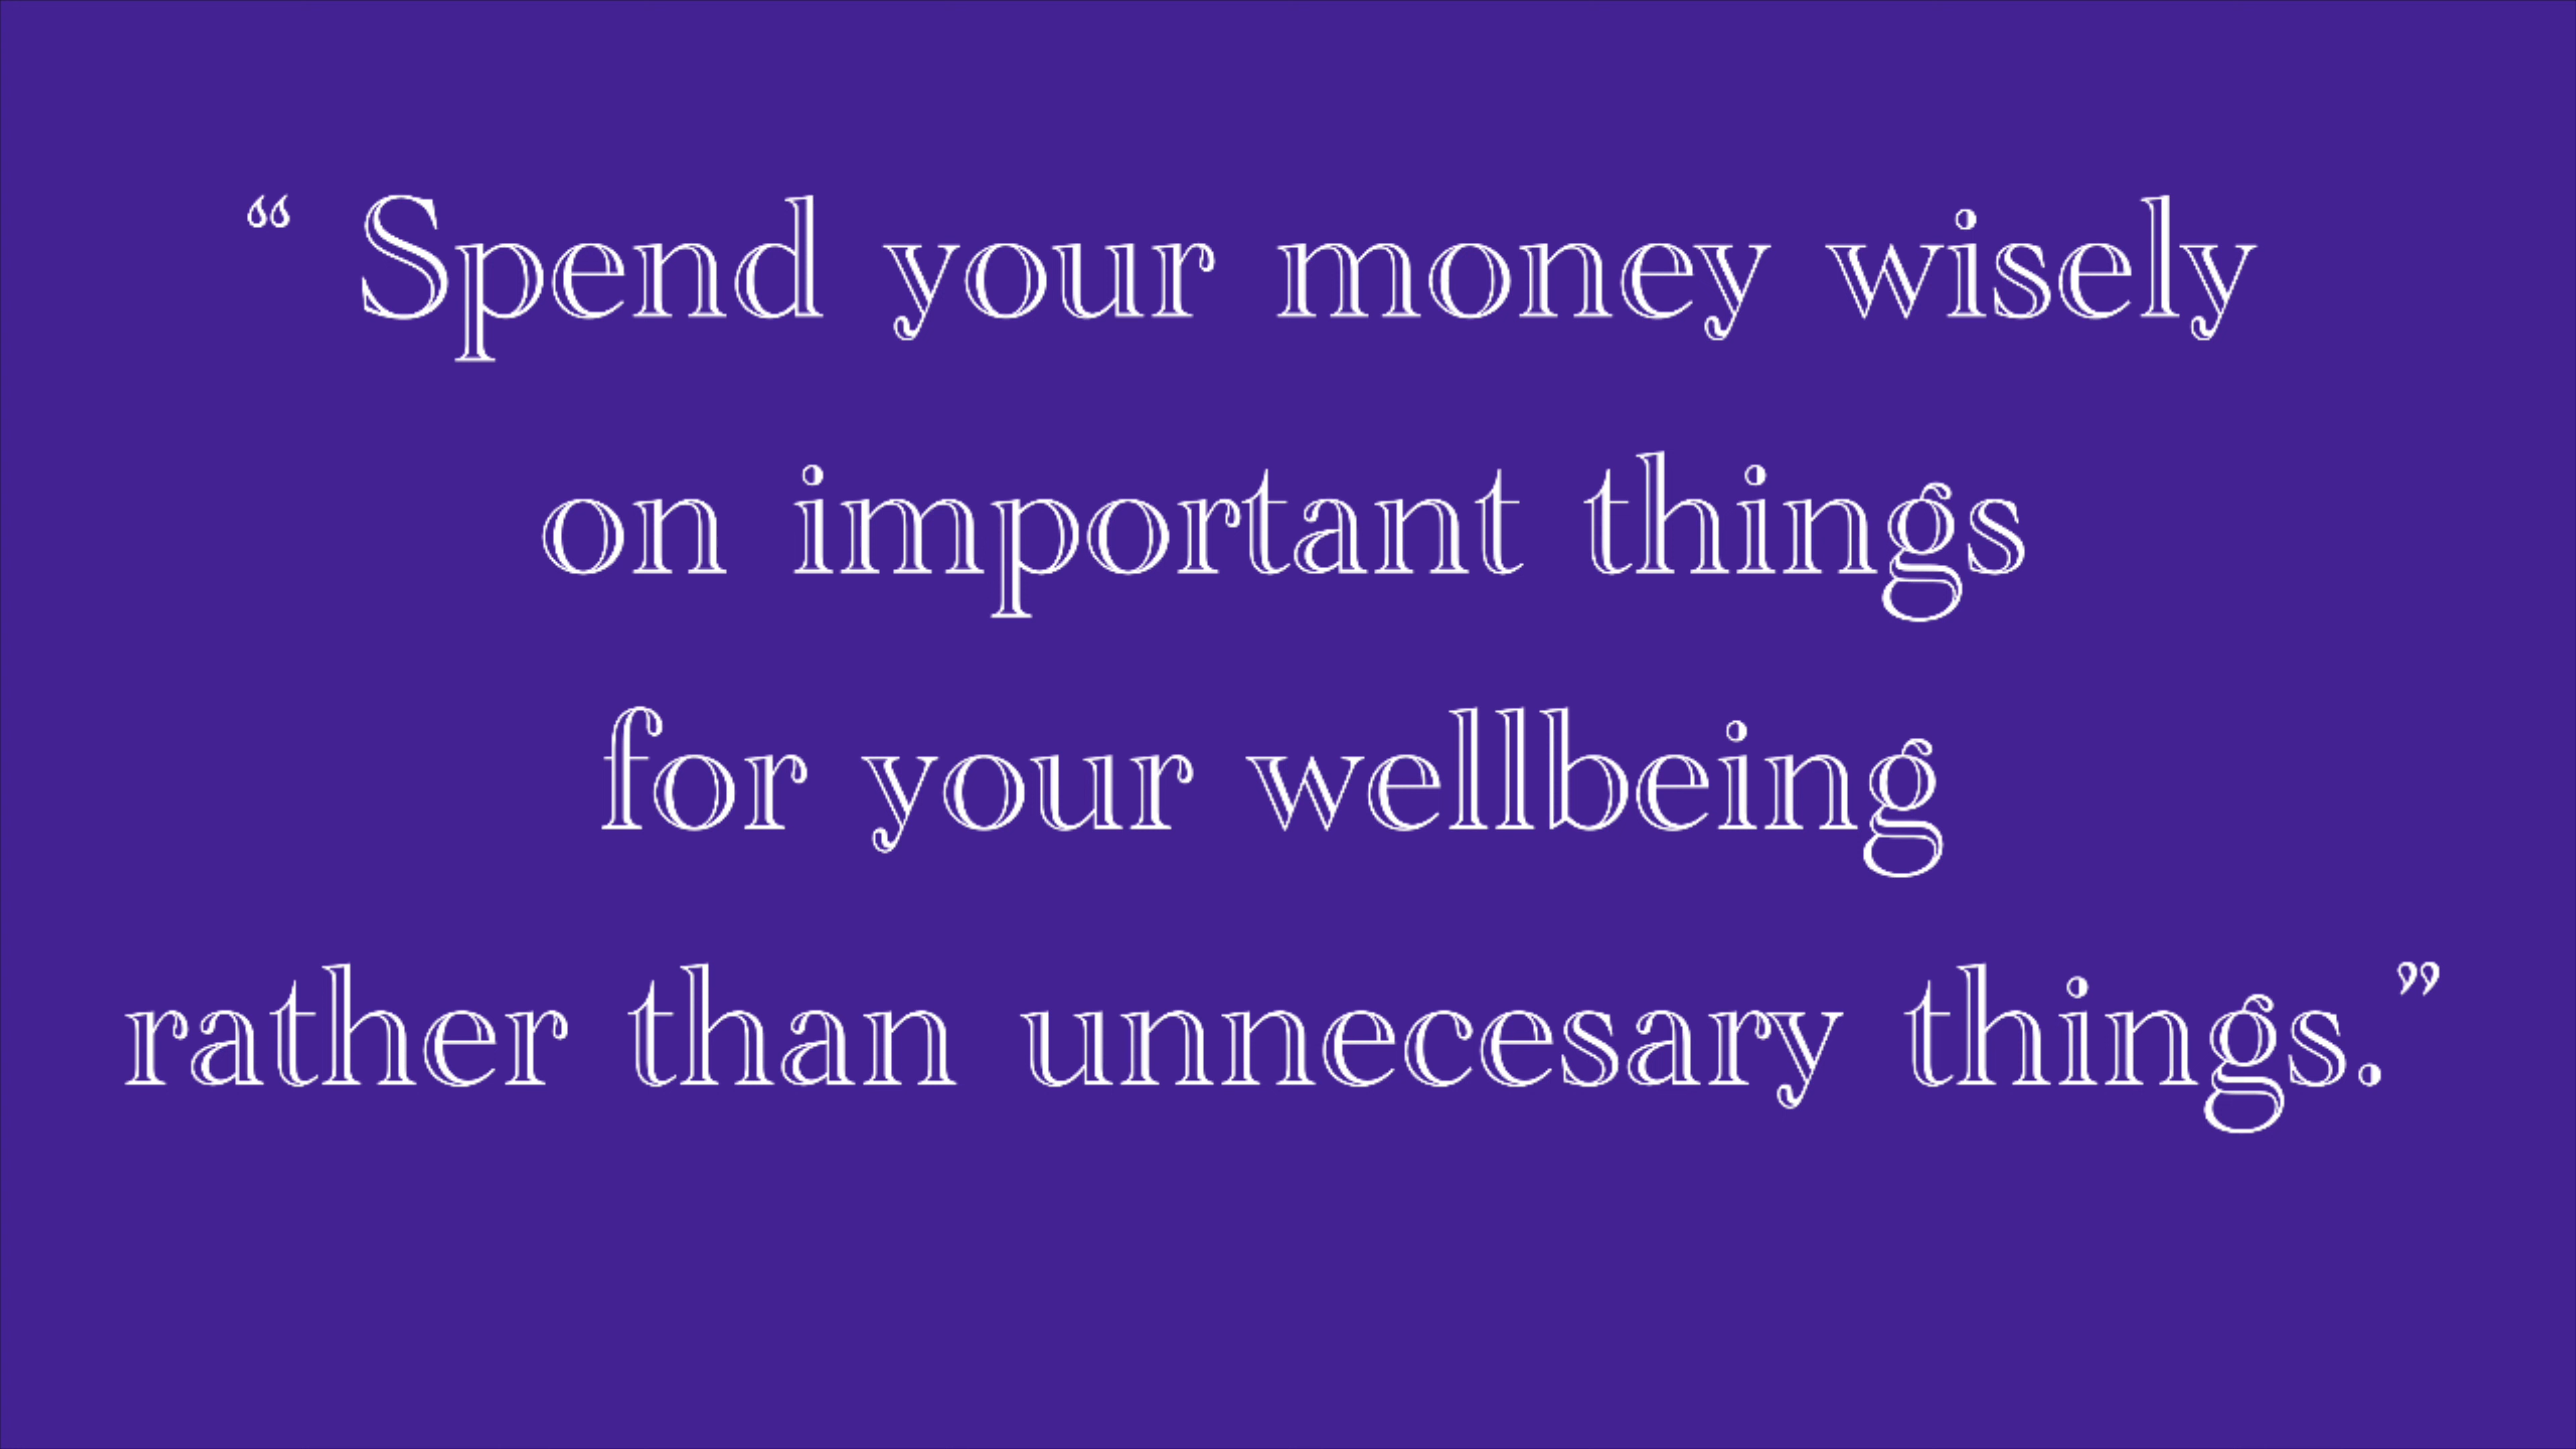 “ Spend your money wisely
on important things
for your wellbeing
rather than unnecesary things.”